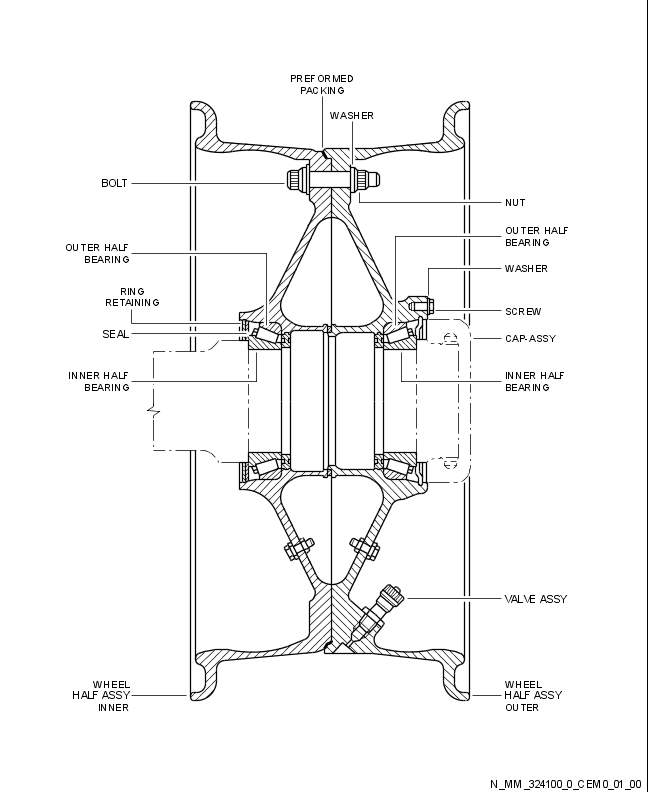 PREFORMED
PACKING
WASHER
BOLT
NUT
OUTER HALF
BEARING
OUTER HALF
BEARING
WASHER
RING
RETAINING
SCREW
SEAL
CAP-ASSY
INNER HALF
BEARING
INNER HALF
BEARING
VALVE ASSY
WHEEL
HALF ASSY
INNER
WHEEL
HALF ASSY
OUTER
N_MM_324100_0_CEM0_01_00